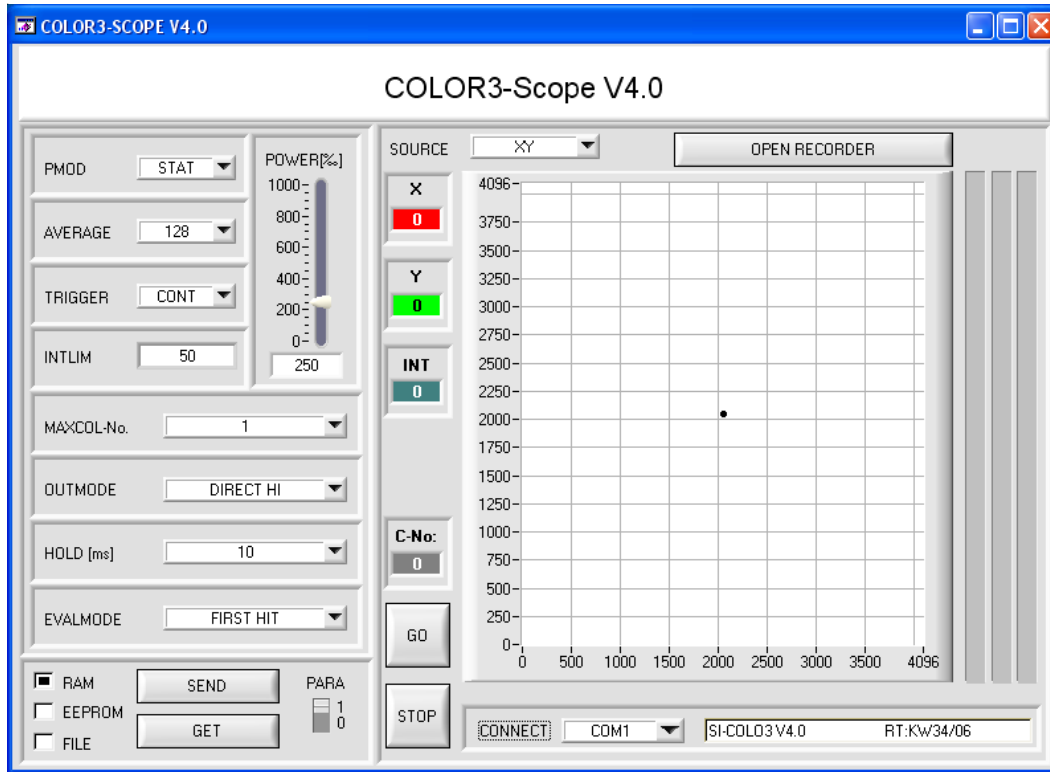 COLOR3-SCOPE V4.0
COLOR3-Scope V4.0
PMOD STAT
AVERAGE 128
TRIGGER CONT
INTLIM 50
POWER[‰]
1000
800
600
400
200
0
250
MAXCOL-No. 1
OUTMODE DIRECT HI
HOLD [ms] 10
EVALMODE FIRST HIT
RAM
EEPROM
FILE
SEND
GET
PARA
1
0
SOURCE XY
OPEN RECORDER
X
0
Y
0
INT
0
C-No:
0
GO
STOP
4096
3750
3500
3250
3000
2750
2500
2250
2000
1750
1500
1250
1000
750
500
250
0
0 500 1000 1500 2000 2500 3000 3500 4096
CONNECT COM1 SI-COLO3 V4.0 RT:KW34/06